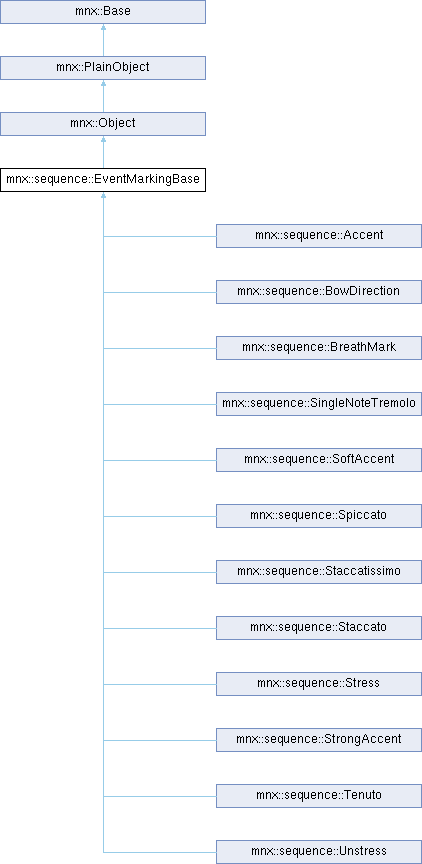 mnx::Base
mnx::PlainObject
mnx::Object
mnx::sequence::EventMarkingBase
mnx::sequence::Accent
mnx::sequence::BowDirection
mnx::sequence::BreathMark
mnx::sequence::SingleNoteTremolo
mnx::sequence::SoftAccent
mnx::sequence::Spiccato
mnx::sequence::Staccatissimo
mnx::sequence::Staccato
mnx::sequence::Stress
mnx::sequence::StrongAccent
mnx::sequence::Tenuto
mnx::sequence::Unstress